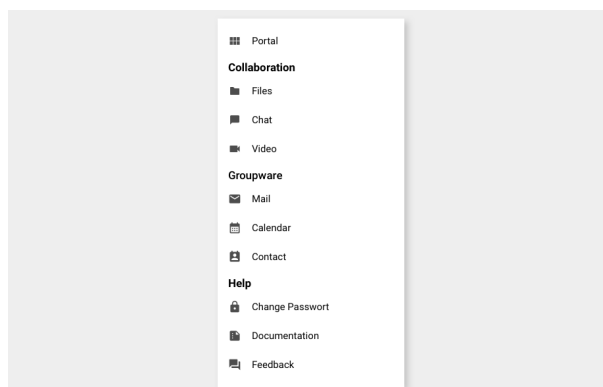 Portal
Collaboration
Files
Chat
Video
Groupware
Mail
Calendar
Contact
Help
Change Passwort
Documentation
Feedback